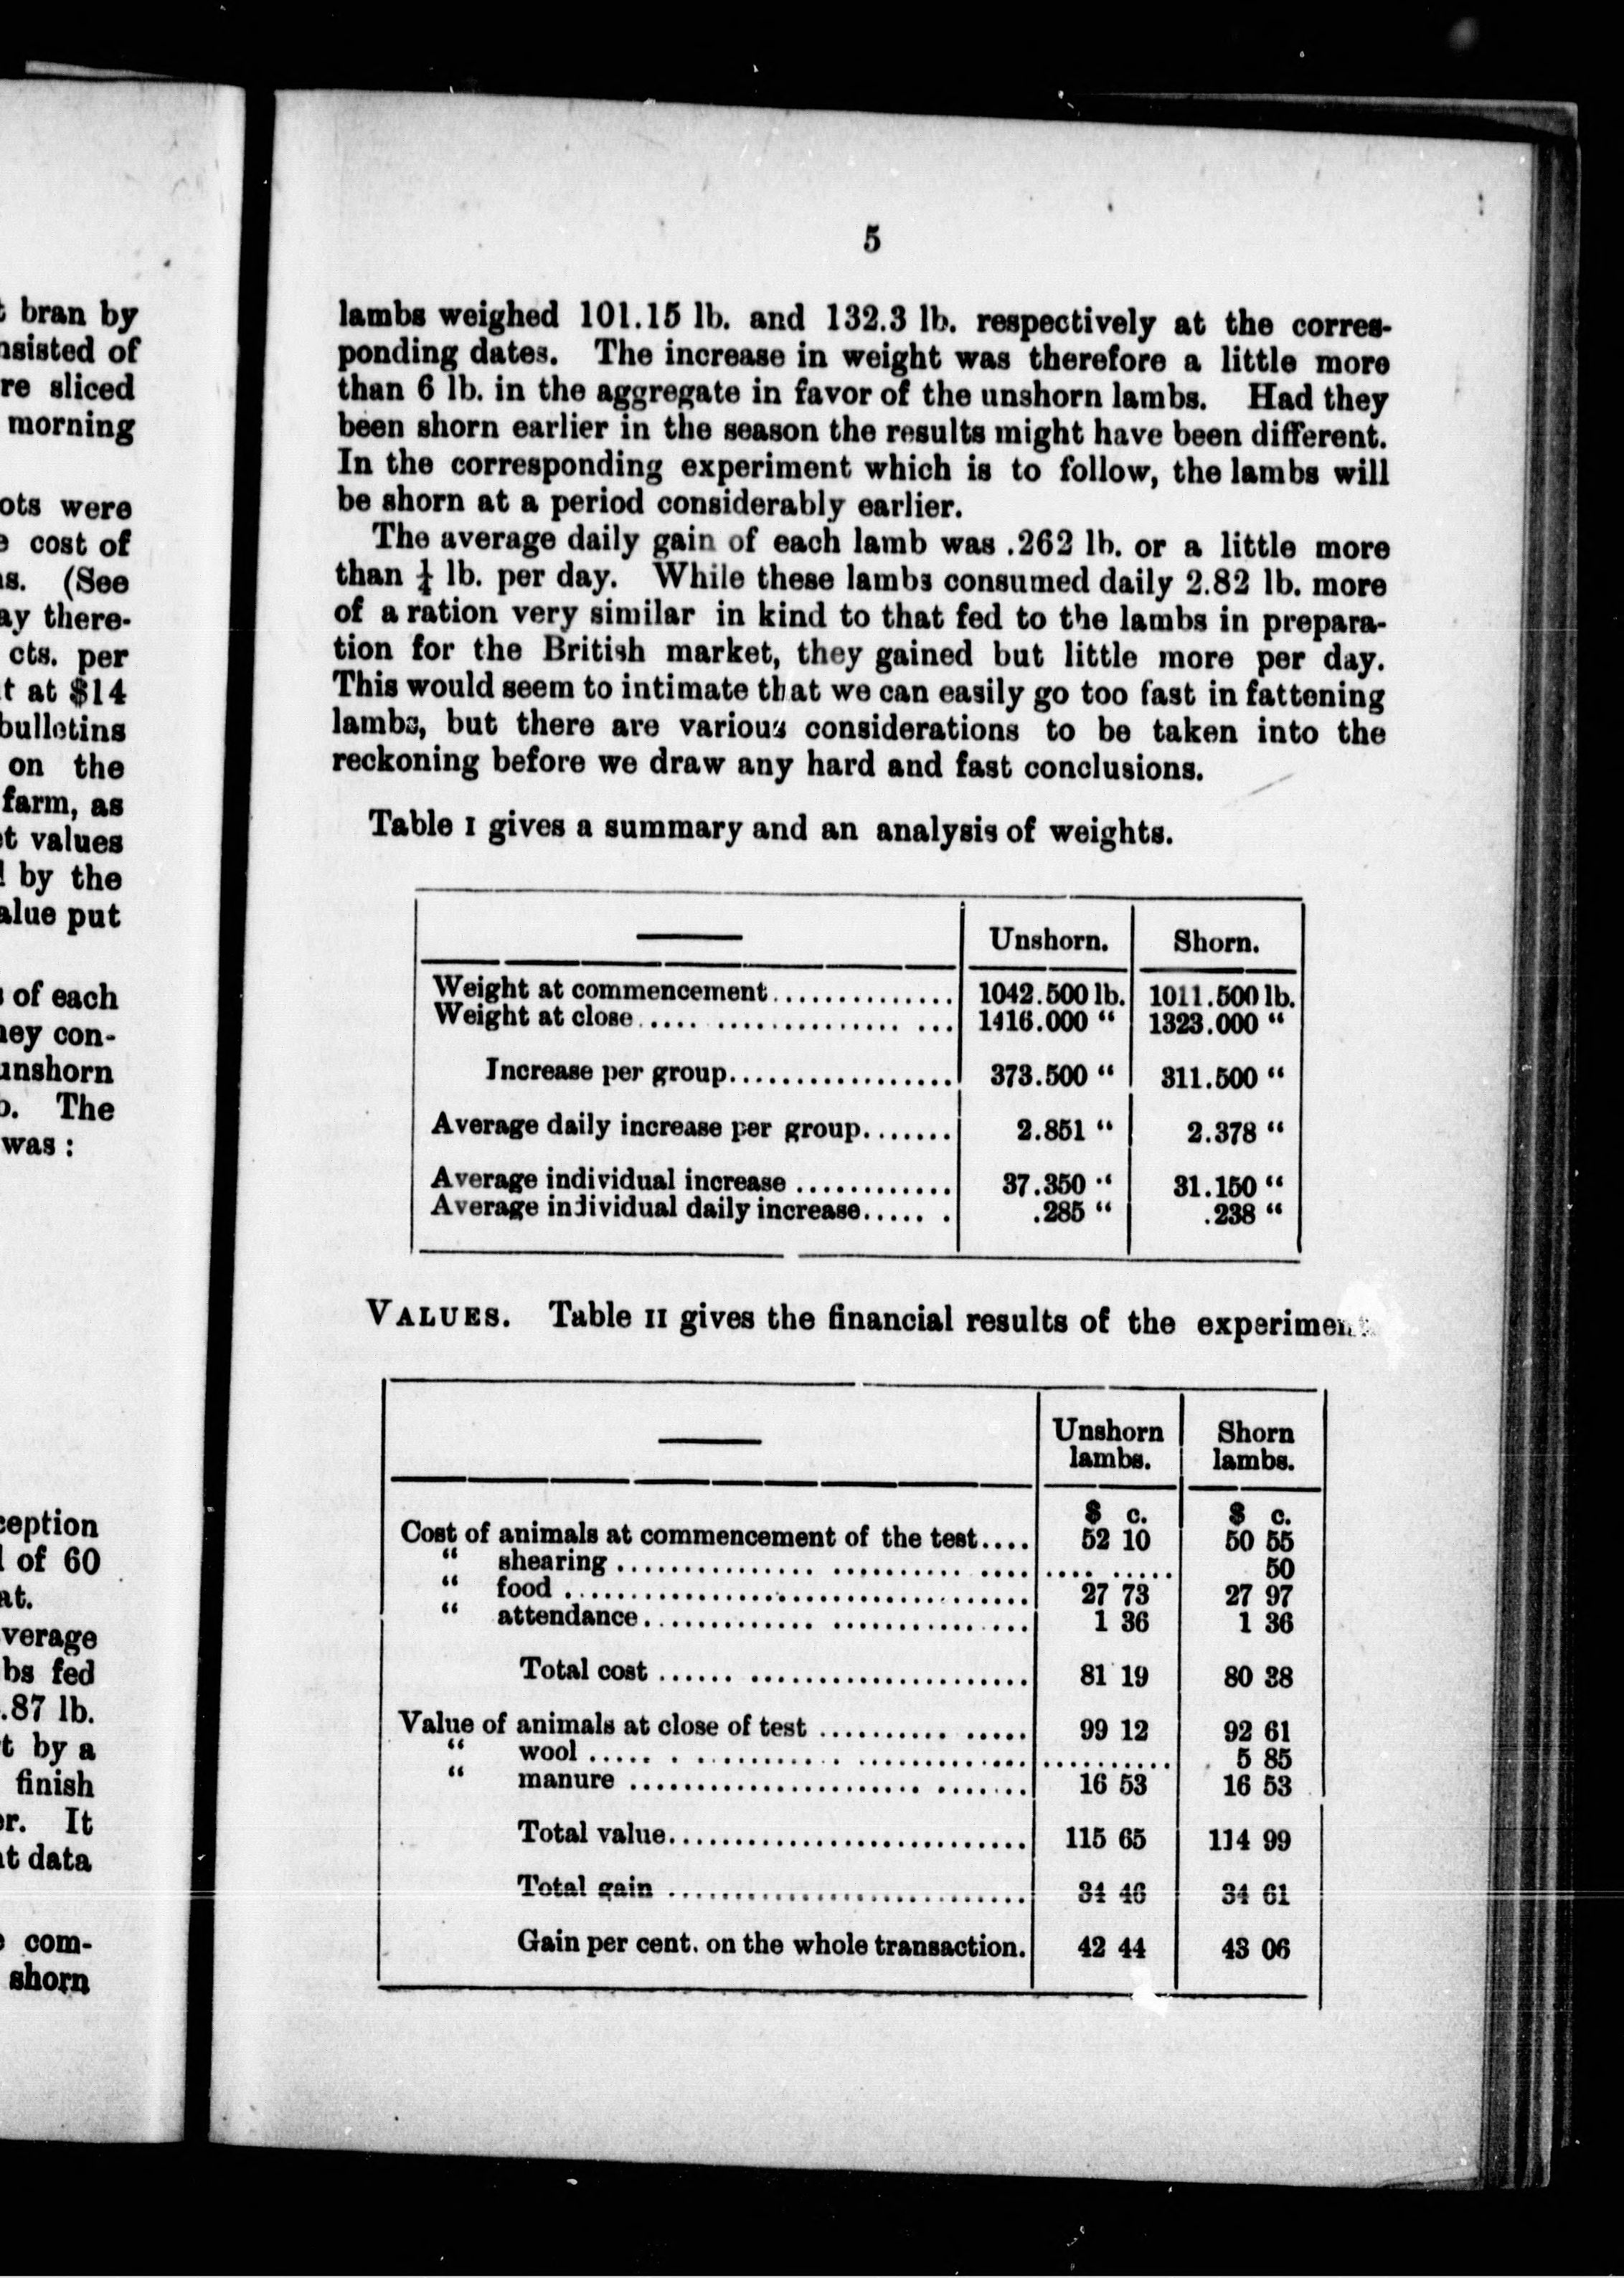 bran by
nsisted of
re sliced
morning
ots were
cost of
s. (See
ay there-
cts. per
at $14
bulletins
on the
farm, as
t values
by the
alue put
of each
ey con-
unshorn
The
was :
ception
of 60
at.
verage
bs fed
.87 lb.
t by a
finish
er. It
t data
com-
shorn
5
lambs weighed 101.15 lb. and 132.3 lb. respectively at the corres-
ponding dates. The increase in weight was therefore a little more
than 6 lb. in the aggregate in favor of the unshorn lambs. Had they
been shorn earlier in the season the results might have been different.
In the corresponding experiment which is to follow, the lambs will
be shorn at a period considerably earlier.
The average daily gain of each lamb was .262 lb. or a little more
than ¼ lb. per day. While these lambs consumed daily 2.82 lb. more
of a ration very similar in kind to that fed to the lambs in prepara-
tion for the British market, they gained but little more per day.
This would seem to intimate that we can easily go too fast in fattening
lambs, but there are various considerations to be taken into the
reckoning before we draw any hard and fast conclusions.
Table I gives a summary and an analysis of weights.
Unshorn. Shorn.
Weight at commencement.............. 1042.500 lb. 1011.500 lb.
Weight at close..... .............. ... 1416.000 “ 1323.000 “
Increase per group................. 373.500 “ 311.500 “
Average daily increase per group....... 2.851 “ 2.378 “
Average individual increase ............ 37.350 “ 31.150 “
Average individual daily increase..... . .285 “ .238 “
VALUES. Table II gives the financial results of the experiment
Unshorn lambs. Shorn lambs.
$ c. $ c.
Cost of animals at commencement of the test.... 52 10 50 55
“ shearing ............... ............ .... .... ..... 50
“ food ................................... 27 73 27 97
“ attendance............. ............... 1 36 1 36
Total cost ...... ..................... 81 19 80 38
Value of animals at close of test .......... ..... 99 12 92 61
“ wool ..... . ........... ............... .......... 5 85
“ manure ...................... ....... 16 53 16 53
Total value........................... 115 65 114 99
Total gain ........................... 34 46 34 61
Gain per cent. on the whole transaction. 42 44 43 06